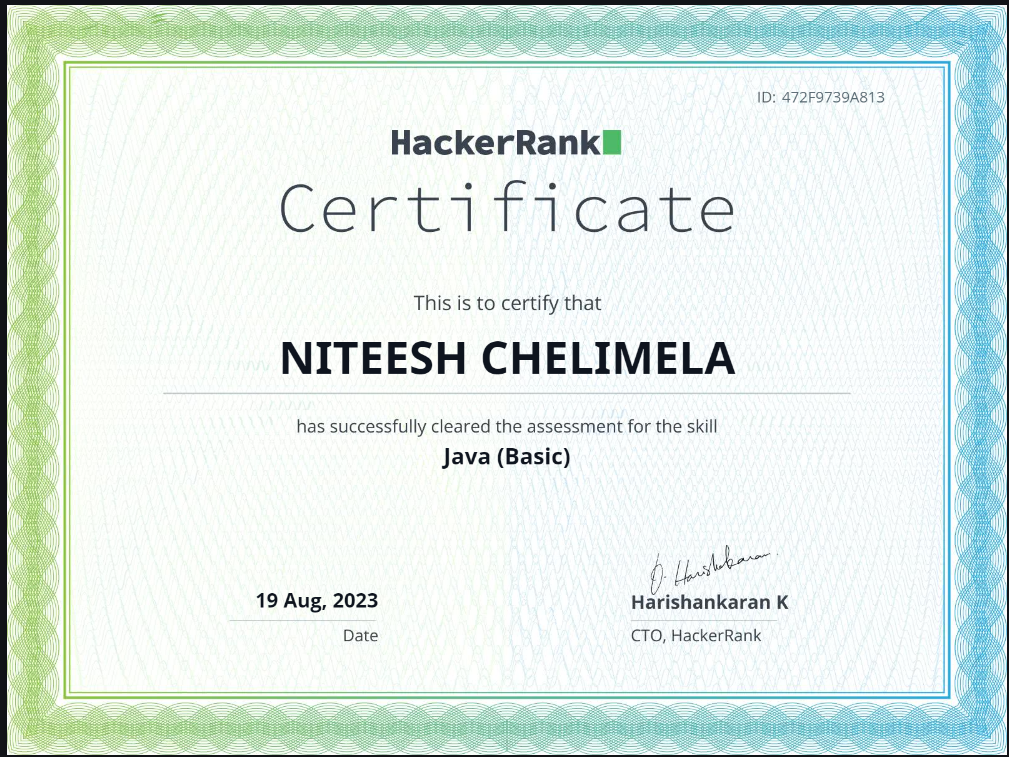 ID: 472F9739A813
HackerRank
Certificate
This is to certify that
NITEESH CHELIMELA
has successfully cleared the assessment for the skill
Java (Basic)
19 Aug, 2023
Date
Harishankaran K
CTO, HackerRank